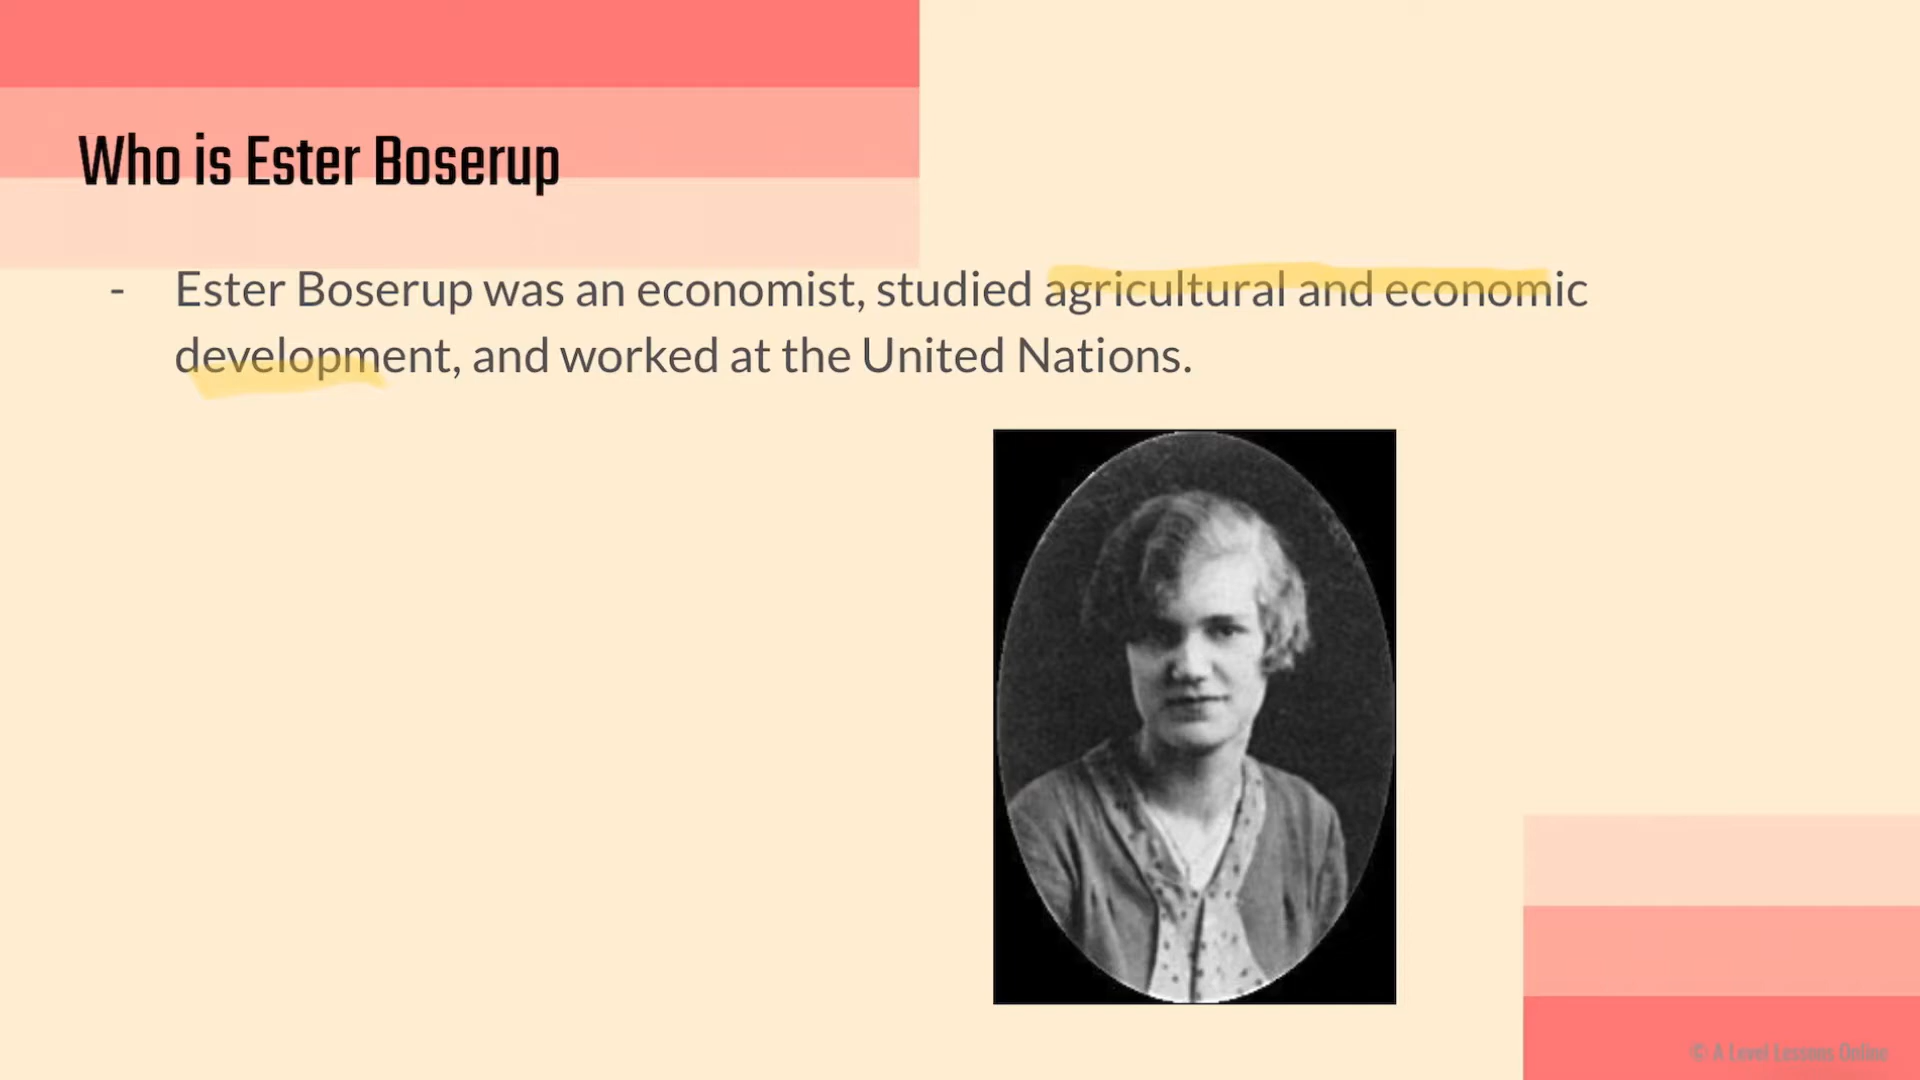 Who is Ester Boserup
- Ester Boserup was an economist, studied agricultural and economic
development, and worked at the United Nations.
© A Level Lessons Online